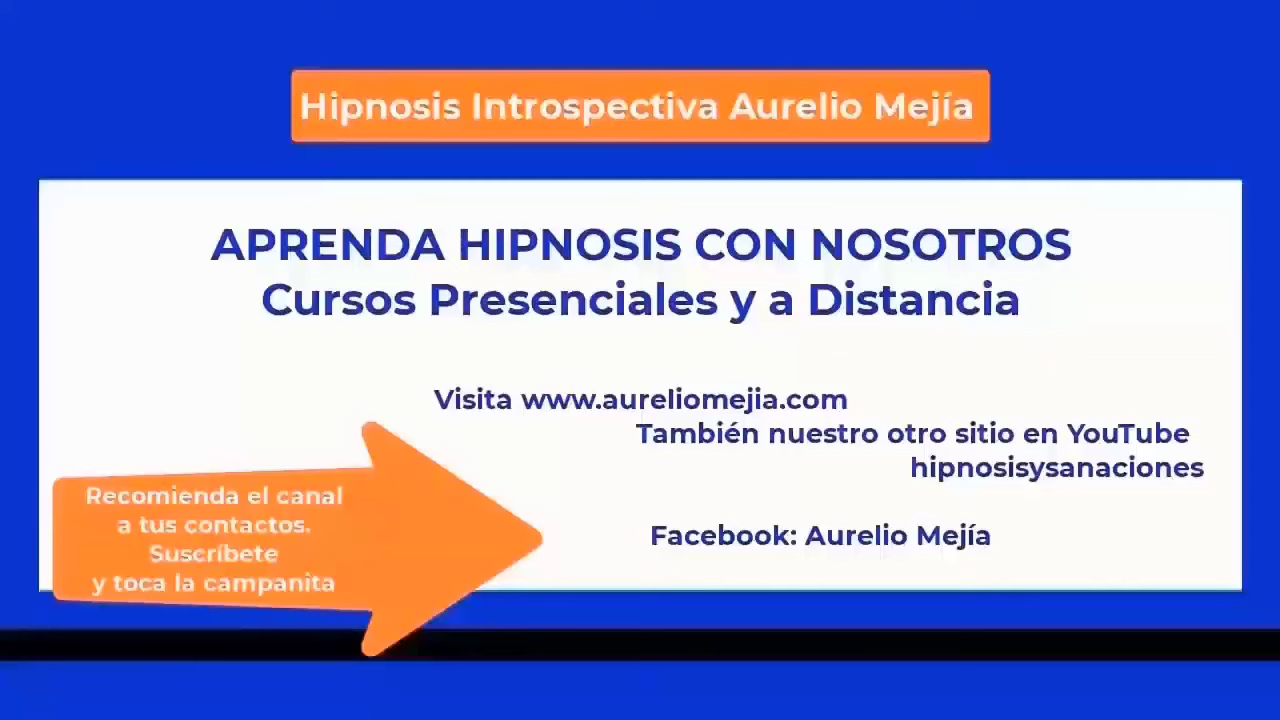 Hipnosis Introspectiva Aurelio Mejía
APRENDA HIPNOSIS CON NOSOTROS
Cursos Presenciales y a Distancia
Visita www.aureliomejia.com
También nuestro otro sitio en YouTube
hipnosisysanaciones
Facebook: Aurelio Mejía
Recomienda el canal
a tus contactos.
Suscríbete
y toca la campanita